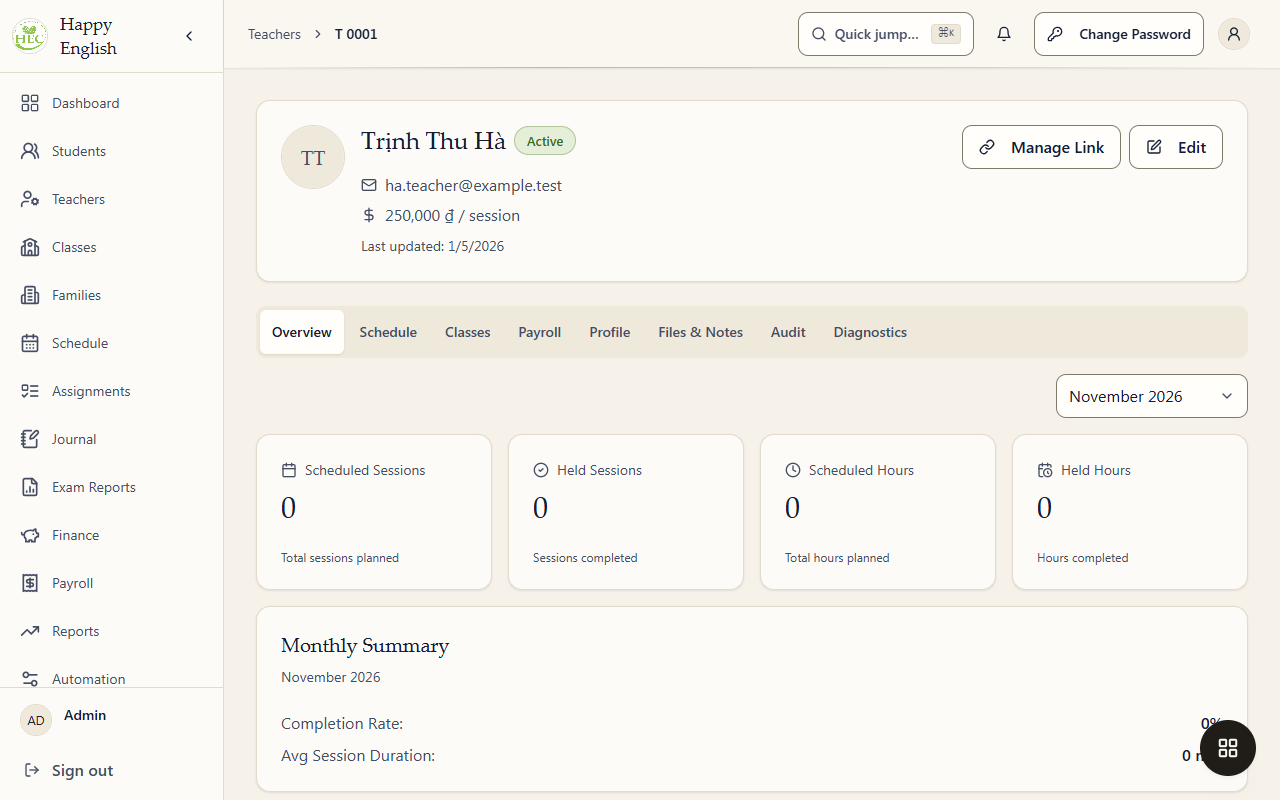 HEC
Happy
English
Dashboard
Students
Teachers
Classes
Families
Schedule
Assignments
Journal
Exam Reports
Finance
Payroll
Reports
Automation
AD
Admin
Sign out
Teachers
T 0001
Quick jump...
⌘K
Change Password
TT
Trịnh Thu Hà
Active
ha.teacher@example.test
250,000 ₫ / session
Last updated: 1/5/2026
Manage Link
Edit
Overview
Schedule
Classes
Payroll
Profile
Files & Notes
Audit
Diagnostics
November 2026
Scheduled Sessions
0
Total sessions planned
Held Sessions
0
Sessions completed
Scheduled Hours
0
Total hours planned
Held Hours
0
Hours completed
Monthly Summary
November 2026
Completion Rate:
0%
Avg Session Duration:
0